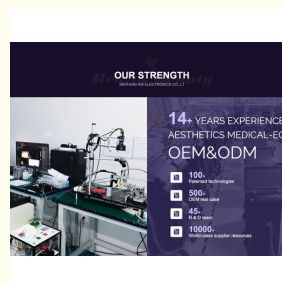 OUR STRENGTH
14+ YEARS EXPERIENCE
AESTHETICS MEDICAL-EQ
OEM&ODM
100+
Patented technologies
500+
OEM real case
45+
R & D team
10000+
World-class supplier resources